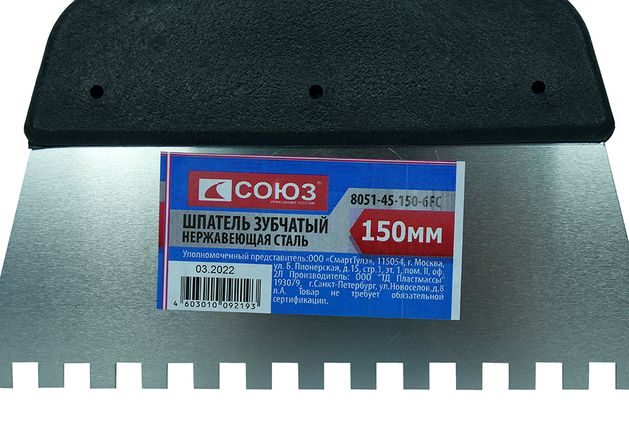 СОЮЗ
8051-45-150-6FC
ШПАТЕЛЬ ЗУБЧАТЫЙ
НЕРЖАВЕЮЩАЯ СТАЛЬ
150мм
Уполномоченный представитель:ООО «СмартТулз», 115054, г. Москва,
ул. Б. Пионерская, д.15, стр.1, эт. 1, пом. II, оф.
2Л Производитель: ООО "ТД Пластмассы"
193079, г.Санкт-Петербург, ул.Новоселов,д.8
л.А. Товар не требует обязательной
сертификации.
03.2022
4 603010 092193